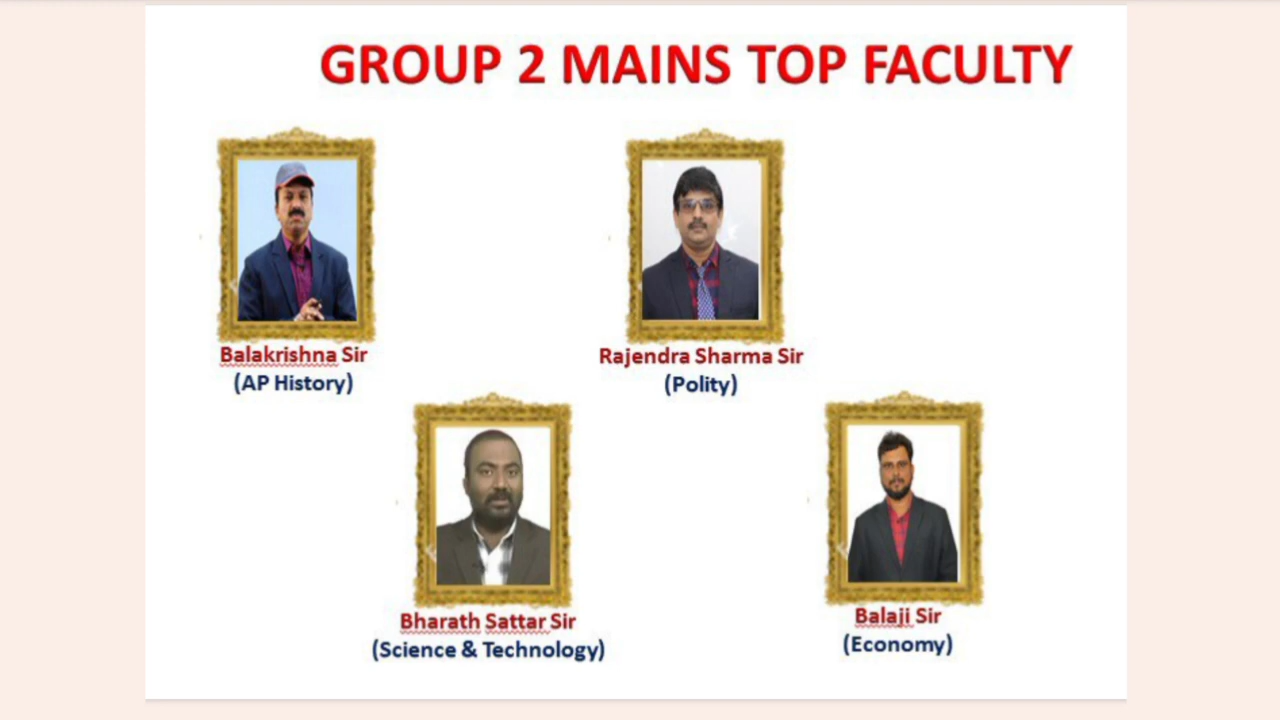 GROUP 2 MAINS TOP FACULTY
Balakrishna Sir
(AP History)
Rajendra Sharma Sir
(Polity)
Bharath Sattar Sir
(Science & Technology)
Balaji Sir
(Economy)